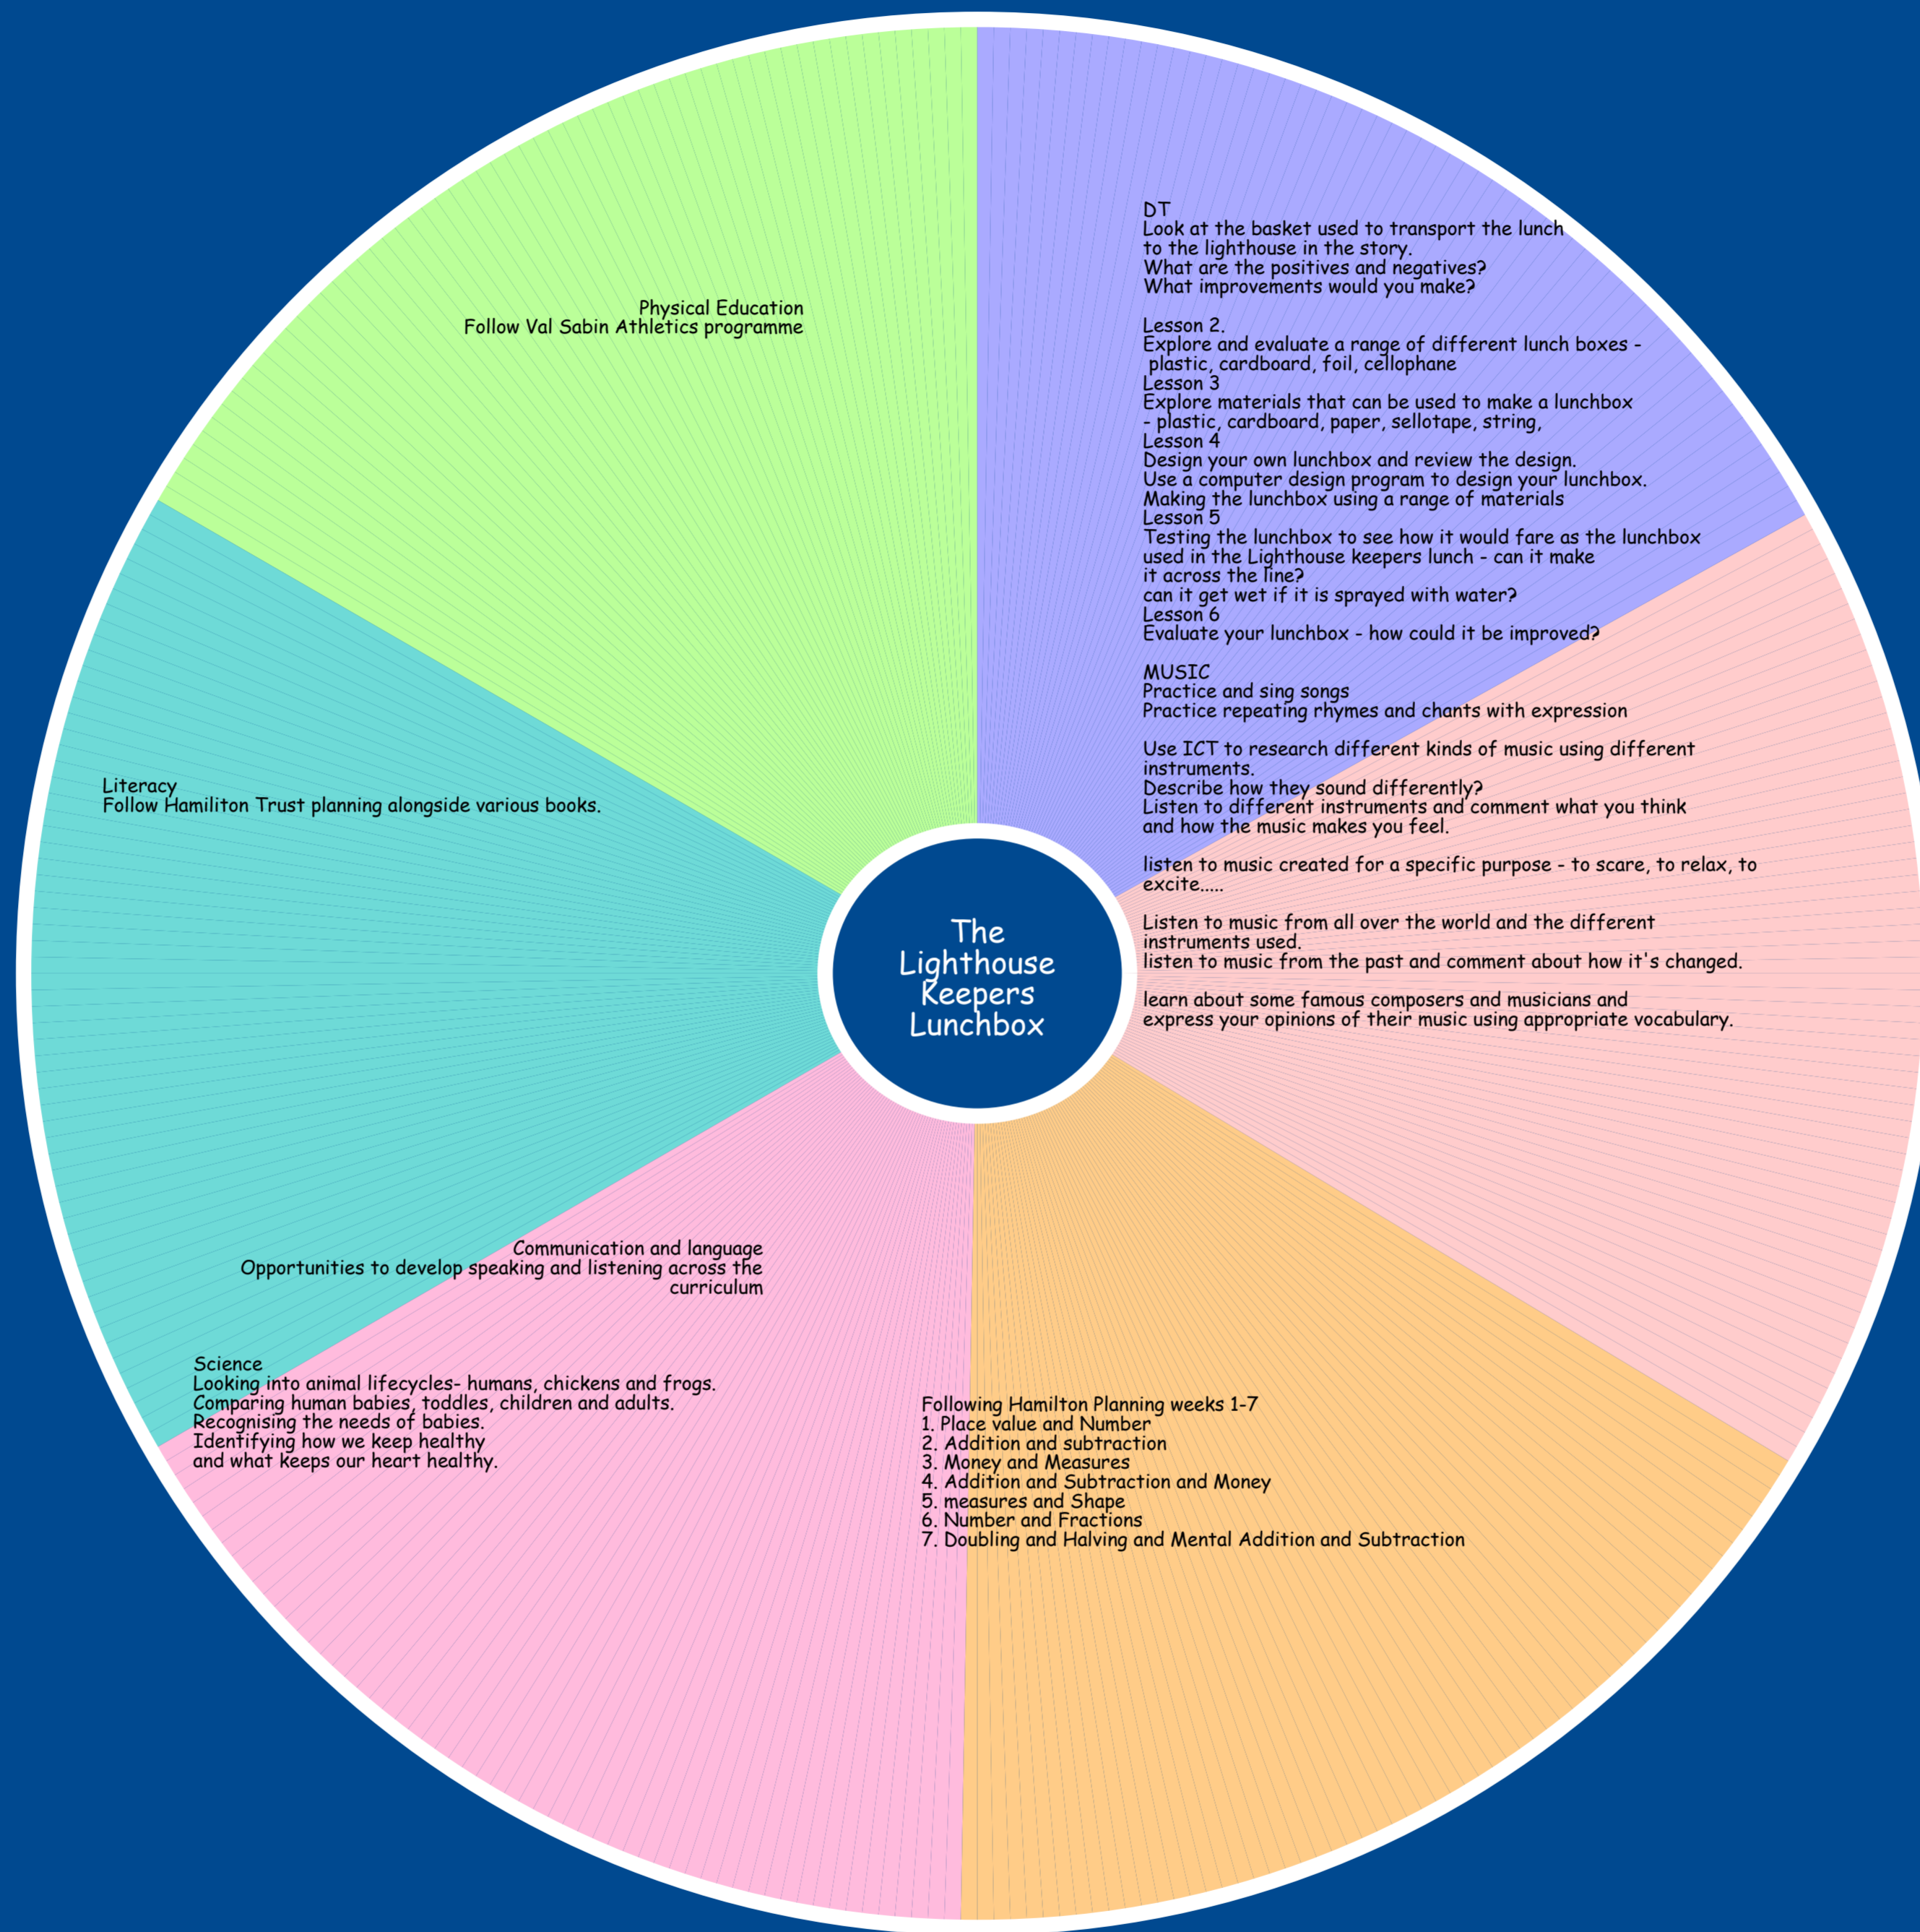 Physical Education
Follow Val Sabin Athletics programme
DT
Look at the basket used to transport the lunch
to the lighthouse in the story.
What are the positives and negatives?
What improvements would you make?
Lesson 2.
Explore and evaluate a range of different lunch boxes -
plastic, cardboard, foil, cellophane
Lesson 3
Explore materials that can be used to make a lunchbox
- plastic, cardboard, paper, sellotape, string,
Lesson 4
Design your own lunchbox and review the design.
Use a computer design program to design your lunchbox.
Making the lunchbox using a range of materials
Lesson 5
Testing the lunchbox to see how it would fare as the lunchbox
used in the Lighthouse keepers lunch - can it make
it across the line?
can it get wet if it is sprayed with water?
Lesson 6
Evaluate your lunchbox - how could it be improved?
MUSIC
Practice and sing songs
Practice repeating rhymes and chants with expression
Use ICT to research different kinds of music using different
instruments.
Describe how they sound differently?
Listen to different instruments and comment what you think
and how the music makes you feel.
listen to music created for a specific purpose - to scare, to relax, to
excite.....
Listen to music from all over the world and the different
instruments used.
listen to music from the past and comment about how it's changed.
learn about some famous composers and musicians and
express your opinions of their music using appropriate vocabulary.
Literacy
Follow Hamiliton Trust planning alongside various books.
The
Lighthouse
Keepers
Lunchbox
Communication and language
Opportunities to develop speaking and listening across the
curriculum
Science
Looking into animal lifecycles- humans, chickens and frogs.
Comparing human babies, toddles, children and adults.
Recognising the needs of babies.
Identifying how we keep healthy
and what keeps our heart healthy.
Following Hamilton Planning weeks 1-7
1. Place value and Number
2. Addition and subtraction
3. Money and Measures
4. Addition and Subtraction and Money
5. measures and Shape
6. Number and Fractions
7. Doubling and Halving and Mental Addition and Subtraction